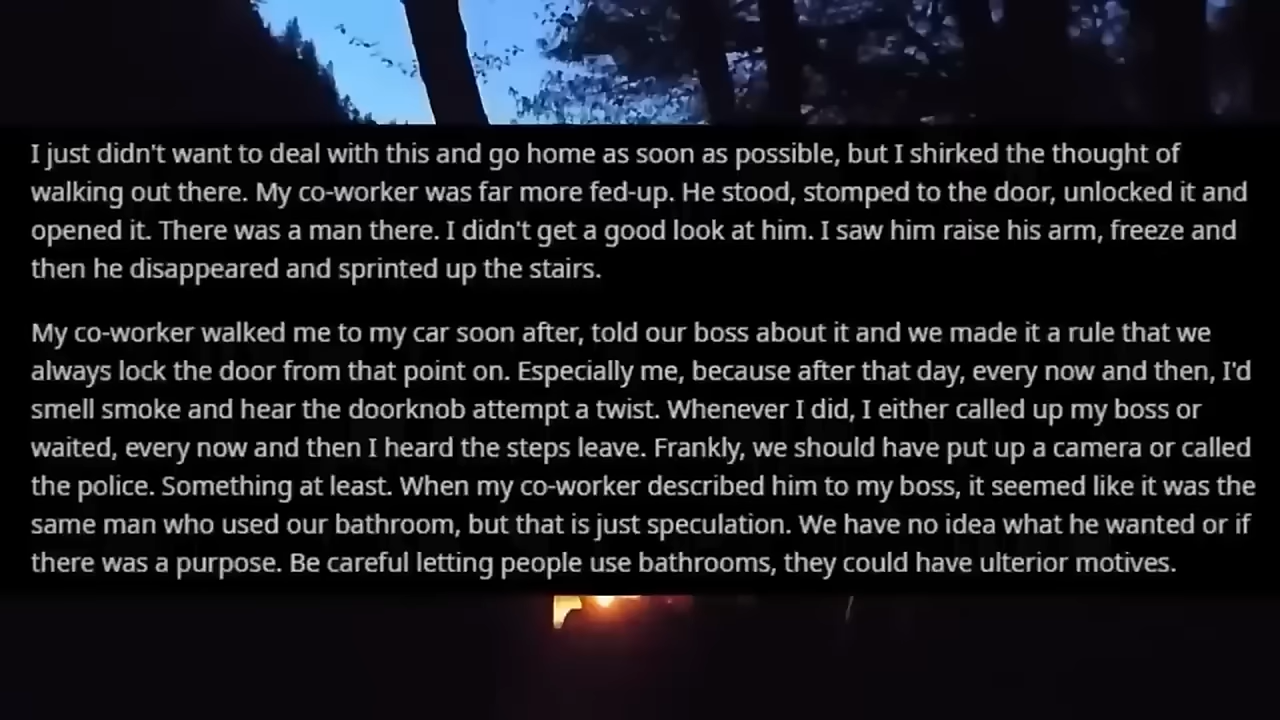 I just didn't want to deal with this and go home as soon as possible, but I shirked the thought of
walking out there. My co-worker was far more fed-up. He stood, stomped to the door, unlocked it and
opened it. There was a man there. I didn't get a good look at him. I saw him raise his arm, freeze and
then he disappeared and sprinted up the stairs.
My co-worker walked me to my car soon after, told our boss about it and we made it a rule that we
always lock the door from that point on. Especially me, because after that day, every now and then, I'd
smell smoke and hear the doorknob attempt a twist. Whenever I did, I either called up my boss or
waited, every now and then I heard the steps leave. Frankly, we should have put up a camera or called
the police. Something at least. When my co-worker described him to my boss, it seemed like it was the
same man who used our bathroom, but that is just speculation. We have no idea what he wanted or if
there was a purpose. Be careful letting people use bathrooms, they could have ulterior motives.